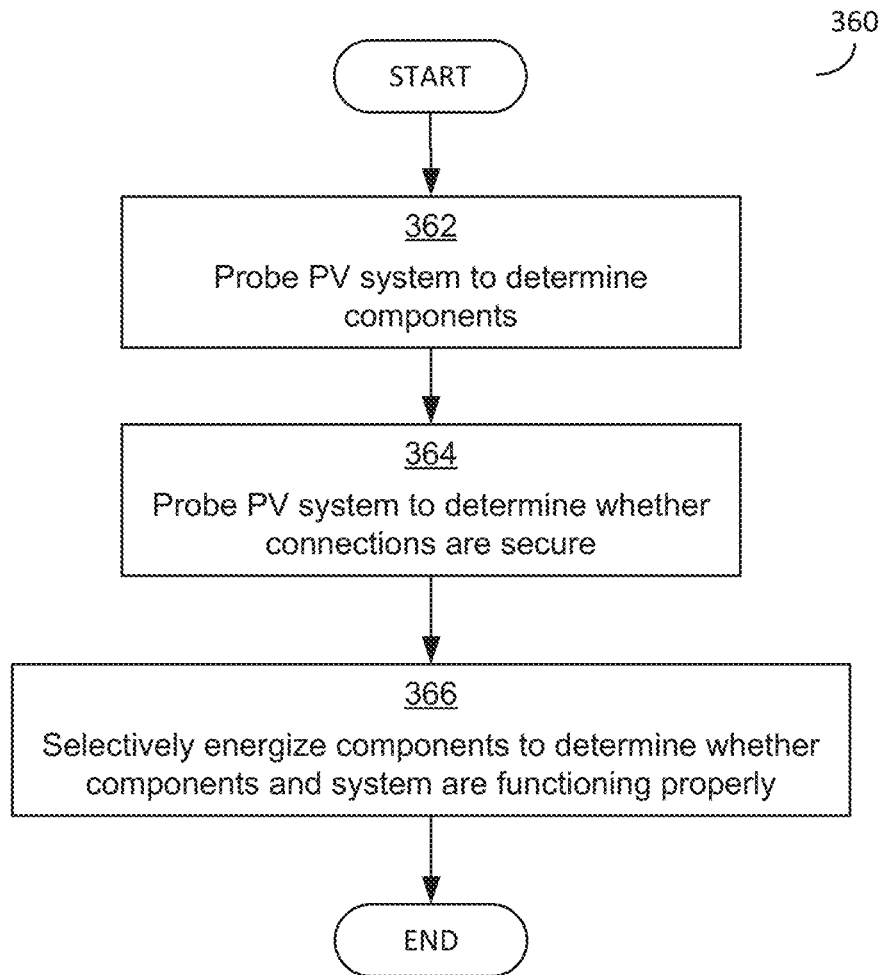 360
START
362
Probe PV system to determine
components
364
Probe PV system to determine whether
connections are secure
366
Selectively energize components to determine whether
components and system are functioning properly
END